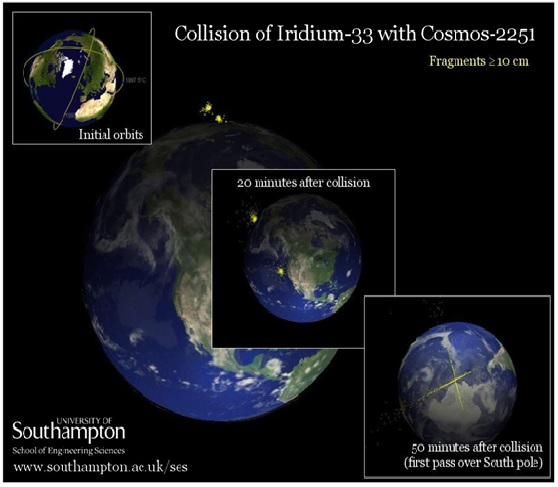 Collision of Iridium-33 with Cosmos-2251
Fragments ≥ 10 cm
Initial orbits
20 minutes after collision
50 minutes after collision
(first pass over South pole)
UNIVERSITY OF
Southampton
School of Engineering Sciences
www.southampton.ac.uk/ses